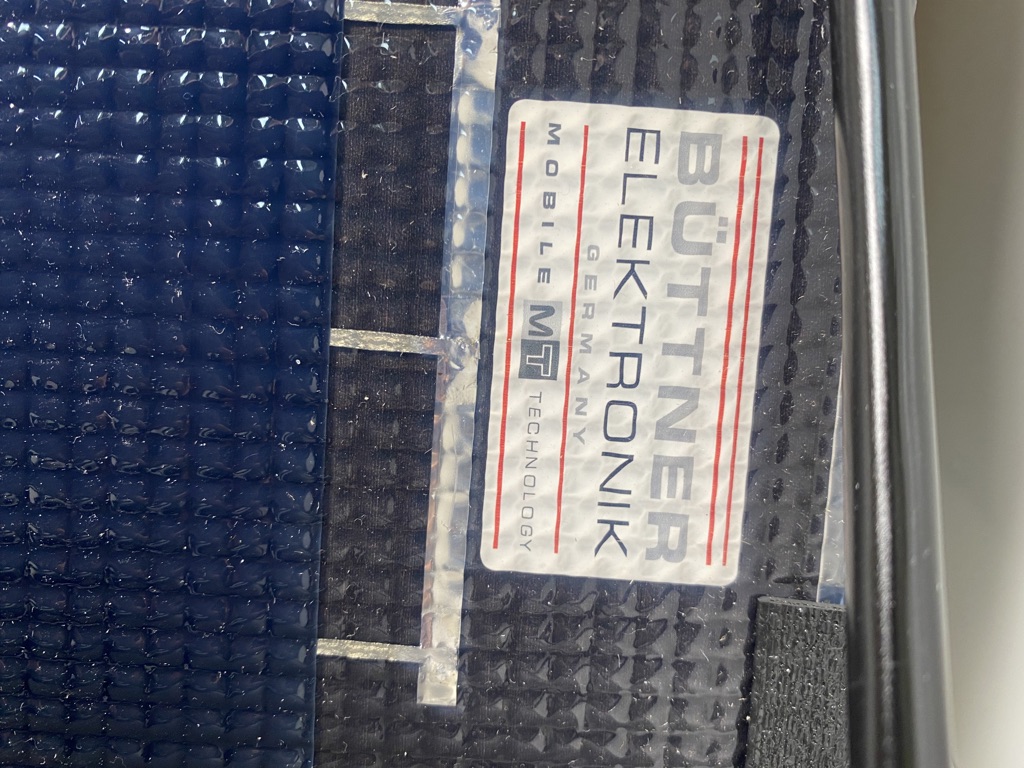 BÜTTNER
ELEKTRONIK
GERMANY
MOBILE MT TECHNOLOGY